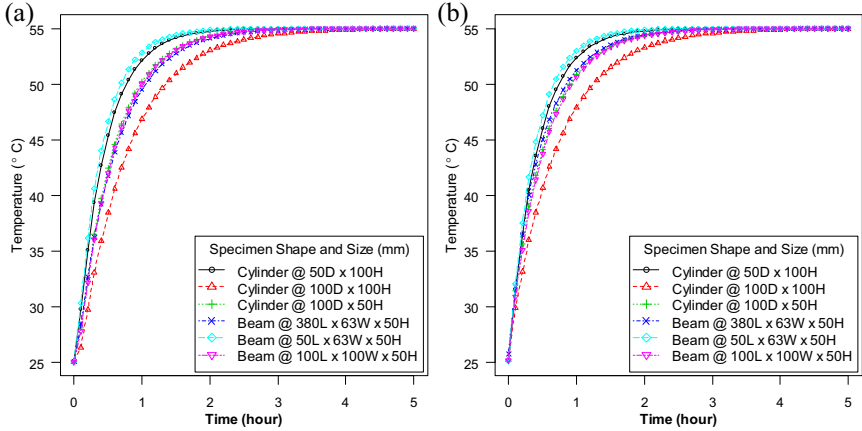 (a)
Temperature (° C)
55
50
45
40
35
30
25
Specimen Shape and Size (mm)
Cylinder @ 50D x 100H
Cylinder @ 100D x 100H
Cylinder @ 100D x 50H
Beam @ 380L x 63W x 50H
Beam @ 50L x 63W x 50H
Beam @ 100L x 100W x 50H
0 1 2 3 4 5
Time (hour)
(b)
Temperature (° C)
55
50
45
40
35
30
25
Specimen Shape and Size (mm)
Cylinder @ 50D x 100H
Cylinder @ 100D x 100H
Cylinder @ 100D x 50H
Beam @ 380L x 63W x 50H
Beam @ 50L x 63W x 50H
Beam @ 100L x 100W x 50H
0 1 2 3 4 5
Time (hour)